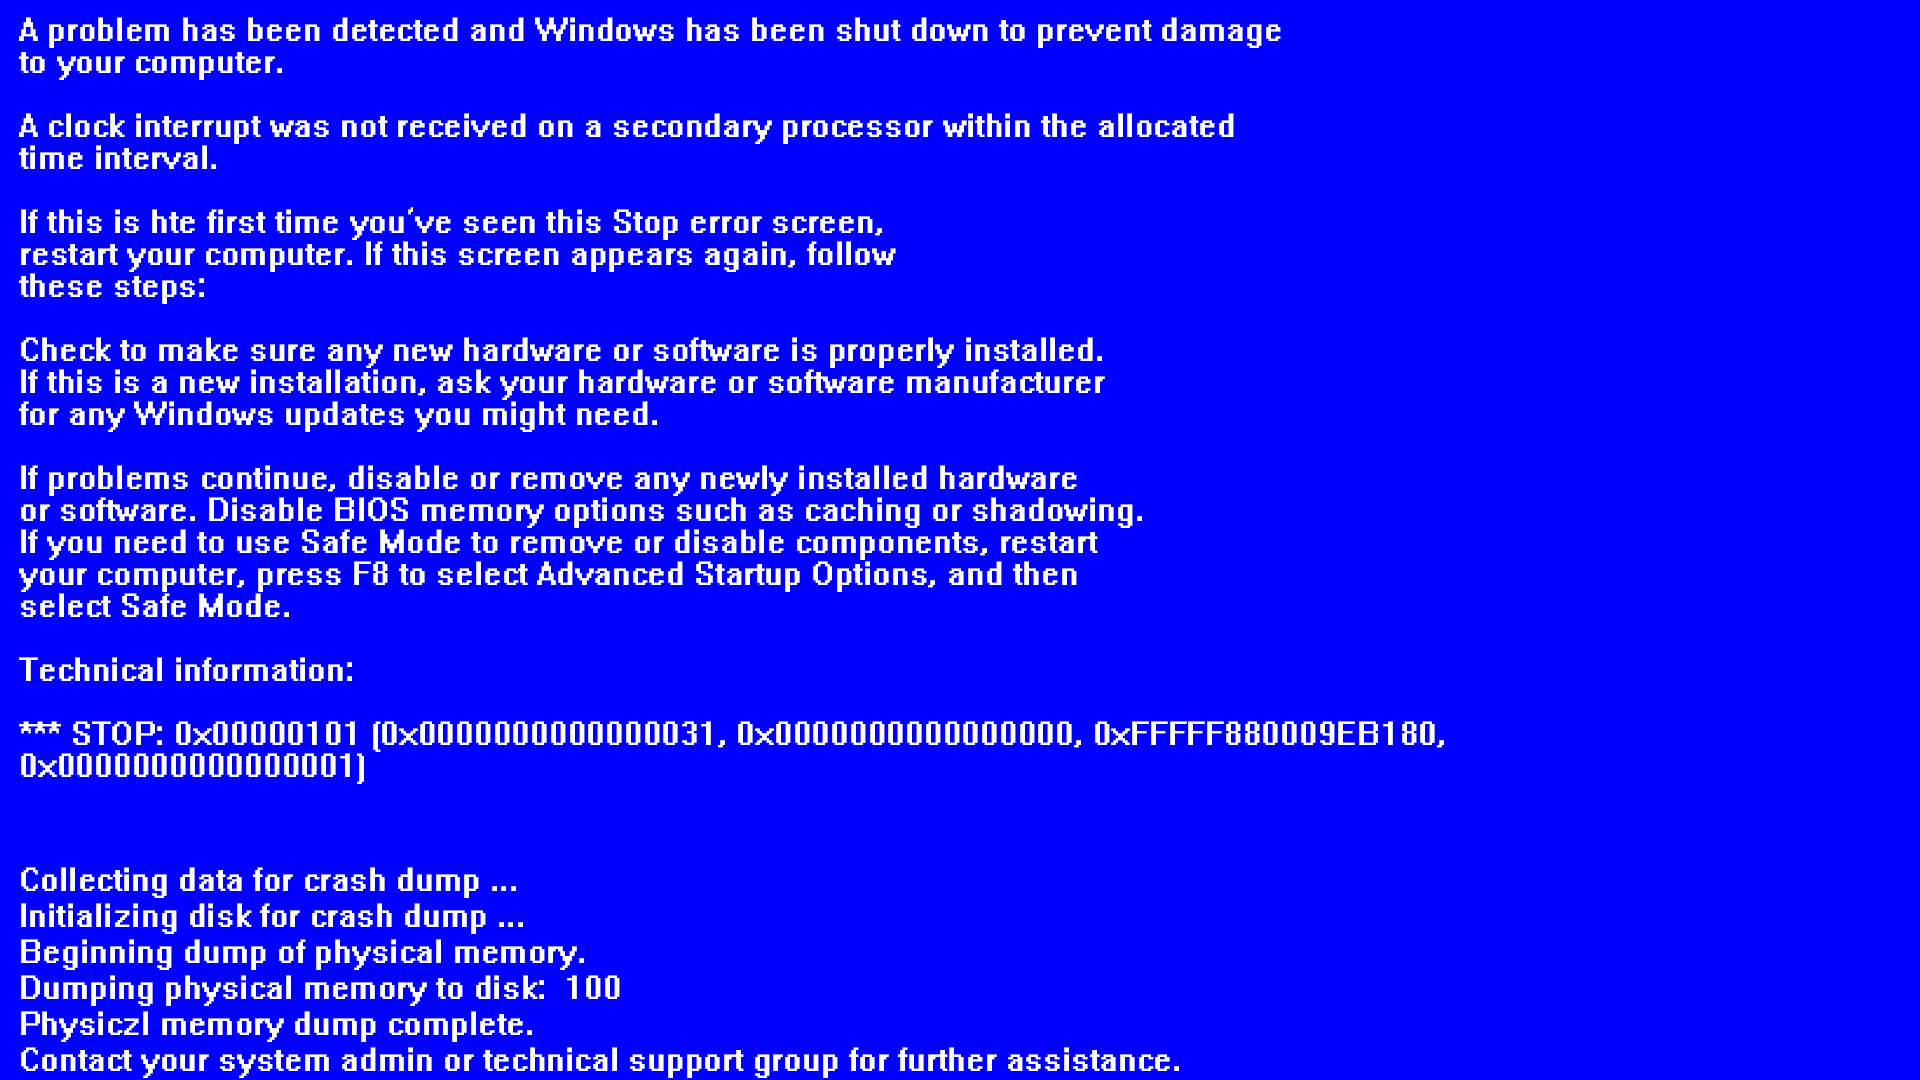 A problem has been detected and Windows has been shut down to prevent damage
to your computer.
A clock interrupt was not received on a secondary processor within the allocated
time interval.
If this is hte first time you've seen this Stop error screen,
restart your computer. If this screen appears again, follow
these steps:
Check to make sure any new hardware or software is properly installed.
If this is a new installation, ask your hardware or software manufacturer
for any Windows updates you might need.
If problems continue, disable or remove any newly installed hardware
or software. Disable BIOS memory options such as caching or shadowing.
If you need to use Safe Mode to remove or disable components, restart
your computer, press F8 to select Advanced Startup Options, and then
select Safe Mode.
Technical information:
*** STOP: 0x00000101 (0x0000000000000031, 0x0000000000000000, 0xFFFFF880009EB180,
0x0000000000000001)
Collecting data for crash dump ...
Initializing disk for crash dump ...
Beginning dump of physical memory.
Dumping physical memory to disk:  100
Physiczl memory dump complete.
Contact your system admin or technical support group for further assistance.